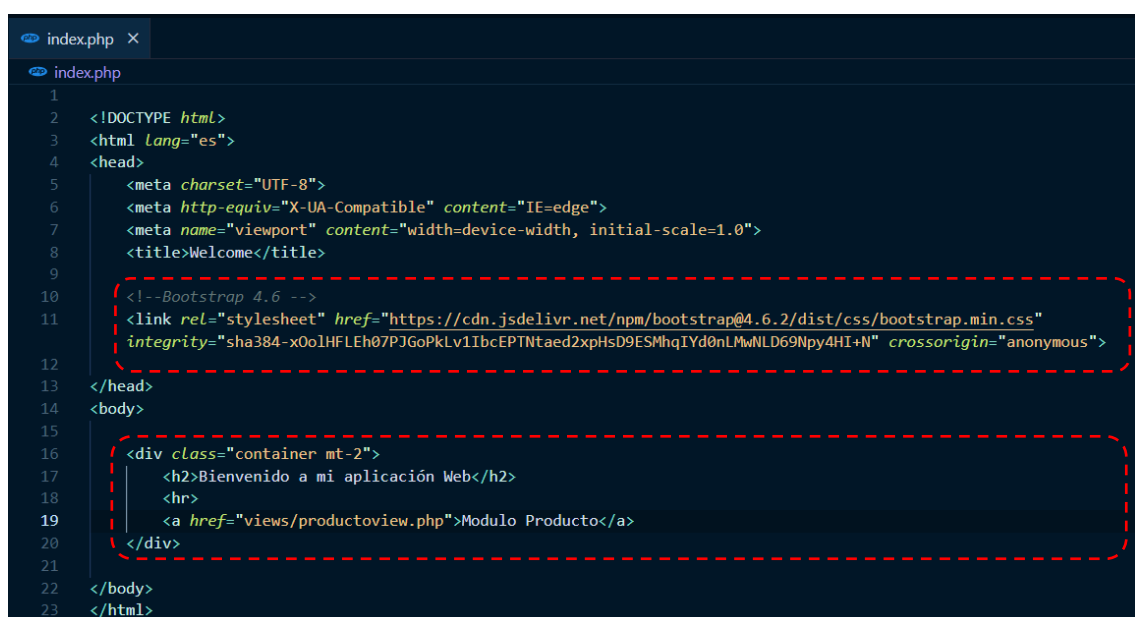 index.php ×
index.php
1
2 <!DOCTYPE html>
3 <html lang="es">
4 <head>
5 <meta charset="UTF-8">
6 <meta http-equiv="X-UA-Compatible" content="IE=edge">
7 <meta name="viewport" content="width=device-width, initial-scale=1.0">
8 <title>Welcome</title>
9
10 <!--Bootstrap 4.6 -->
11 <link rel="stylesheet" href="https://cdn.jsdelivr.net/npm/bootstrap@4.6.2/dist/css/bootstrap.min.css"
integrity="sha384-xOolHFLEh07PJGoPkLv1IbcEPTNtaed2xpHsD9ESMhqIYd0nLMwNLD69Npy4HI+N" crossorigin="anonymous">
12
13 </head>
14 <body>
15
16 <div class="container mt-2">
17 <h2>Bienvenido a mi aplicación Web</h2>
18 <hr>
19 <a href="views/productoview.php">Modulo Producto</a>
20 </div>
21
22 </body>
23 </html>